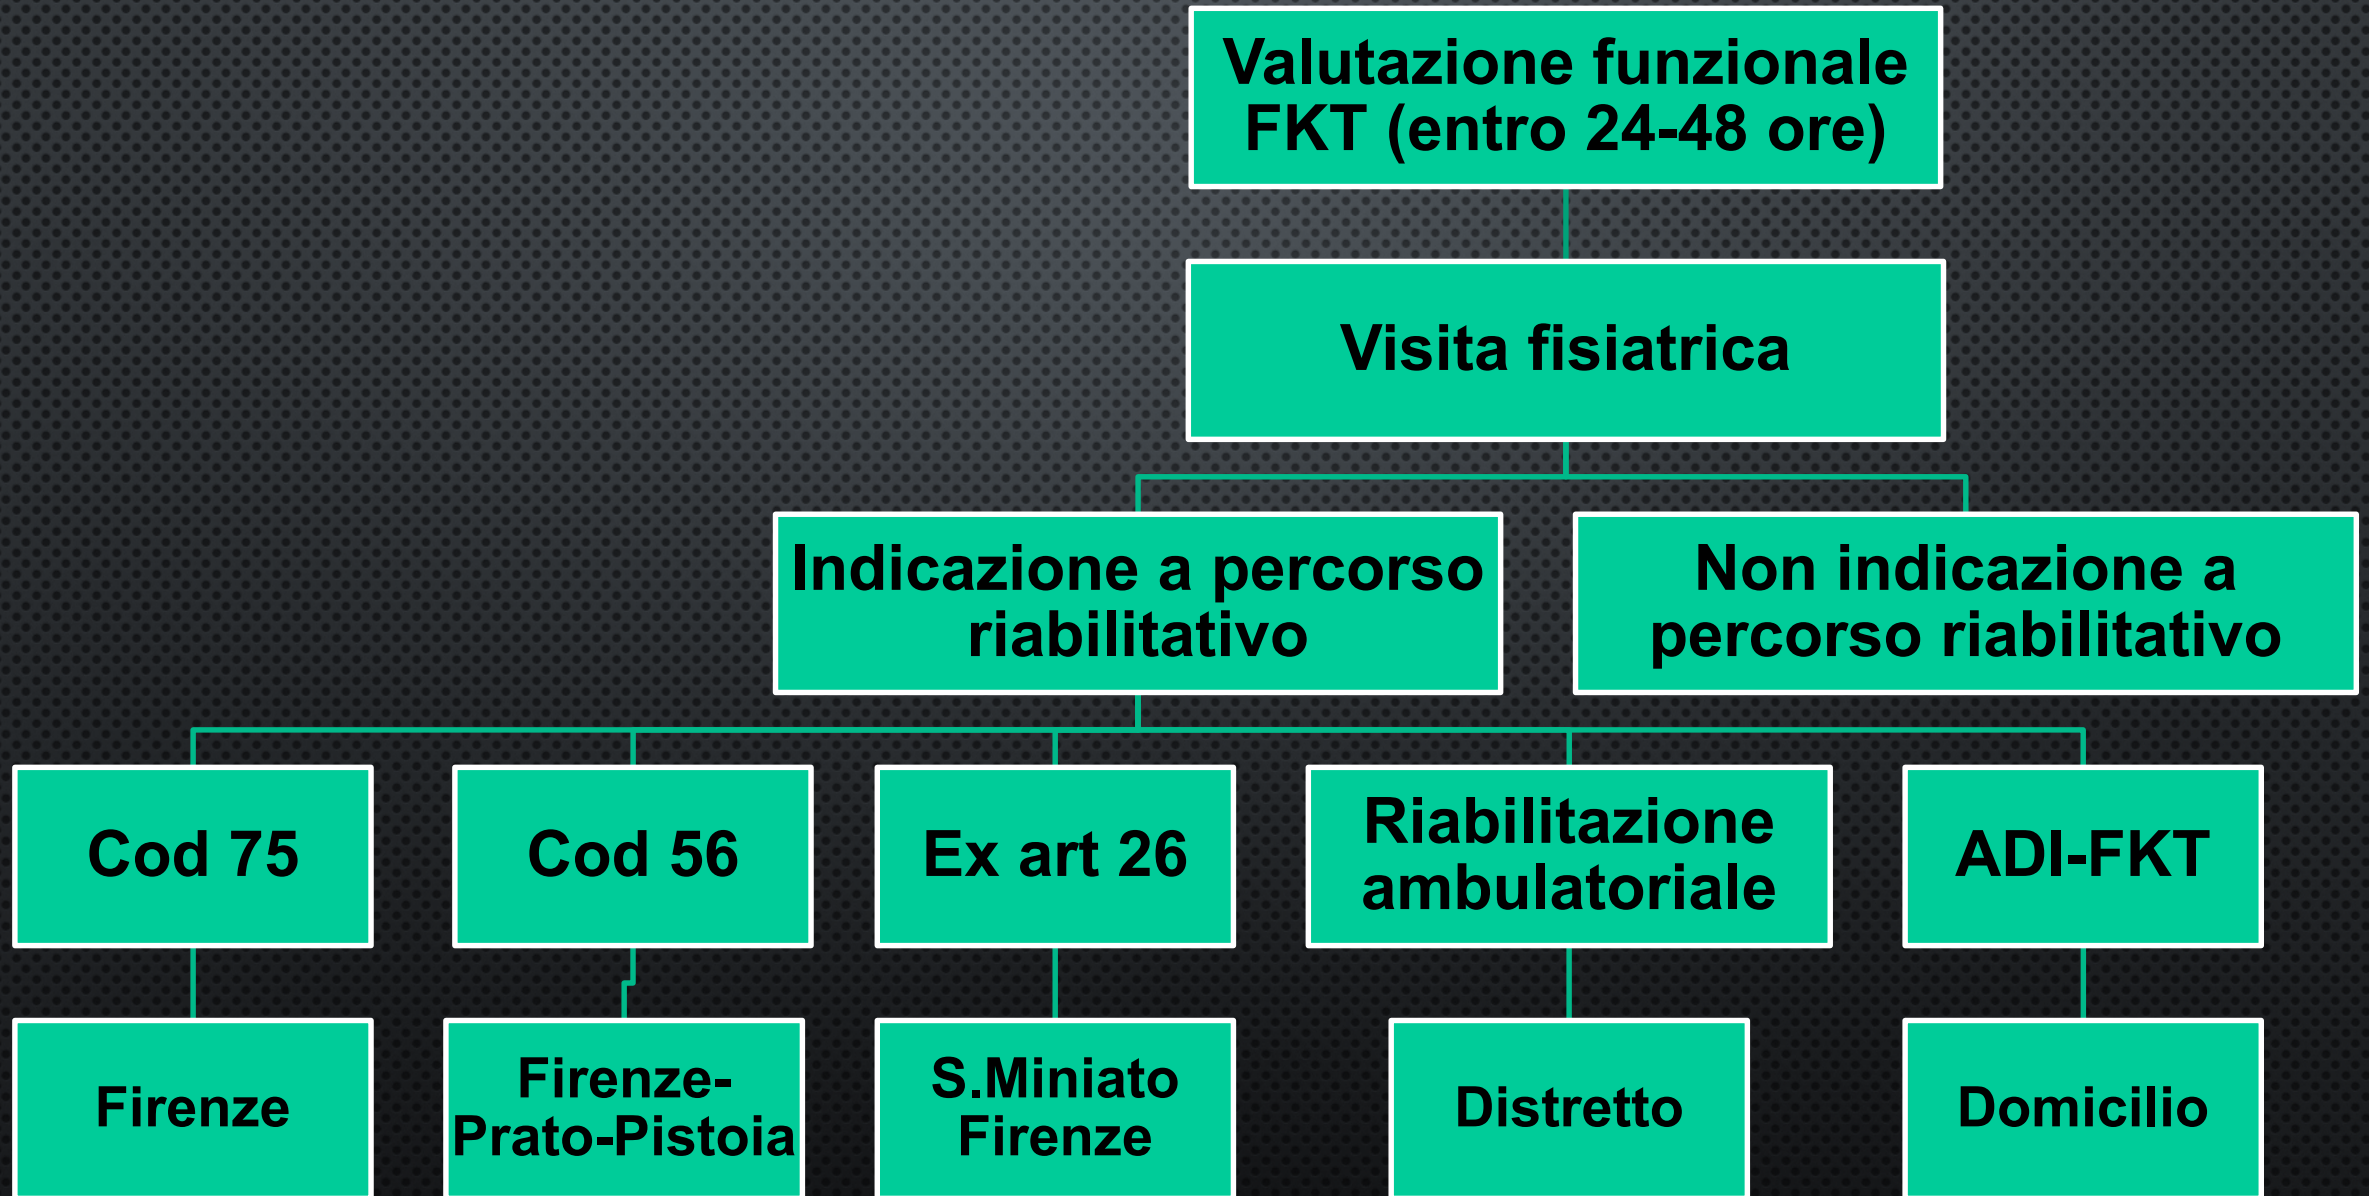 Valutazione funzionale
FKT (entro 24-48 ore)
Visita fisiatrica
Indicazione a percorso
riabilitativo
Non indicazione a
percorso riabilitativo
Cod 75
Cod 56
Ex art 26
Riabilitazione
ambulatoriale
ADI-FKT
Firenze
Firenze-
Prato-Pistoia
S.Miniato
Firenze
Distretto
Domicilio